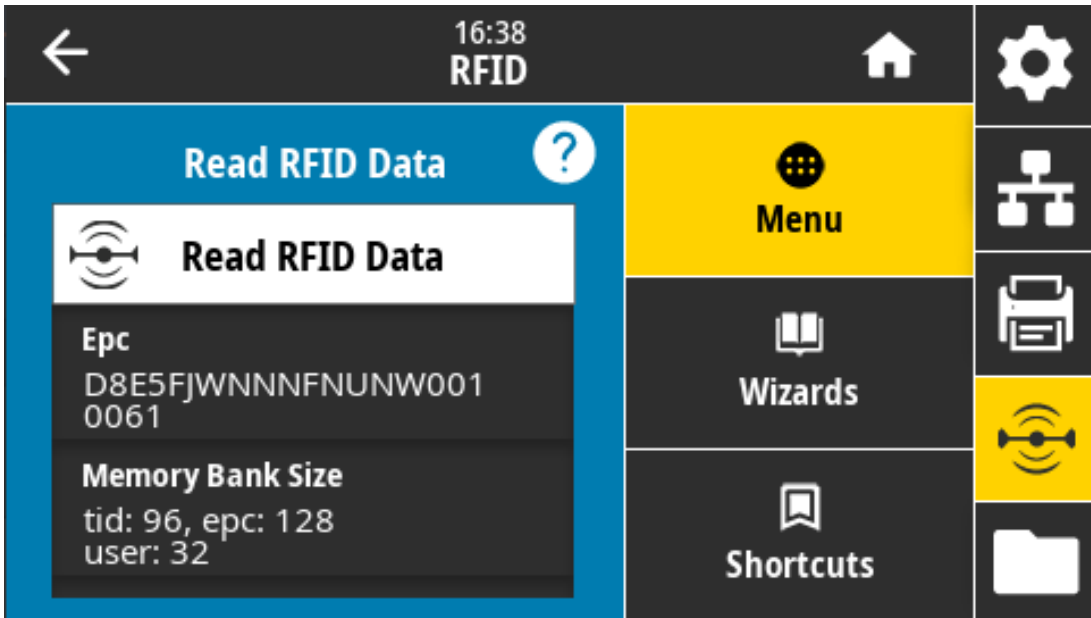 16:38
RFID
Read RFID Data
?
Read RFID Data
Epc
D8E5FJWNNNFNUNW001
0061
Memory Bank Size
tid: 96, epc: 128
user: 32
Menu
Wizards
Shortcuts